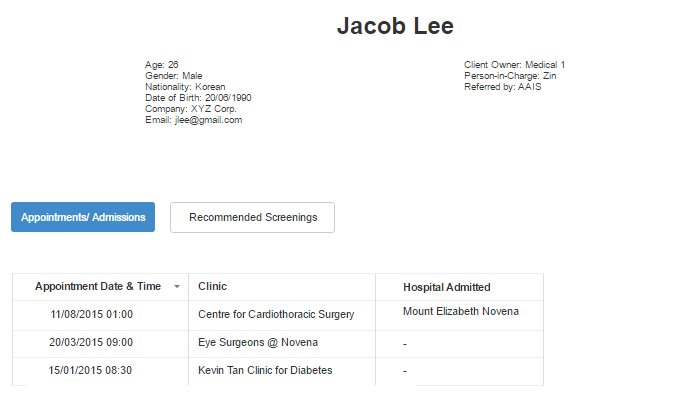 Jacob Lee
Age: 26
Gender: Male
Nationality: Korean
Date of Birth: 20/06/1990
Company: XYZ Corp.
Email: jlee@gmail.com
Client Owner: Medical 1
Person-in-Charge: Zin
Referred by: AAIS
Appointments/ Admissions
Recommended Screenings
Appointment Date & Time Clinic Hospital Admitted
11/08/2015 01:00 Centre for Cardiothoracic Surgery Mount Elizabeth Novena
20/03/2015 09:00 Eye Surgeons @ Novena -
15/01/2015 08:30 Kevin Tan Clinic for Diabetes -